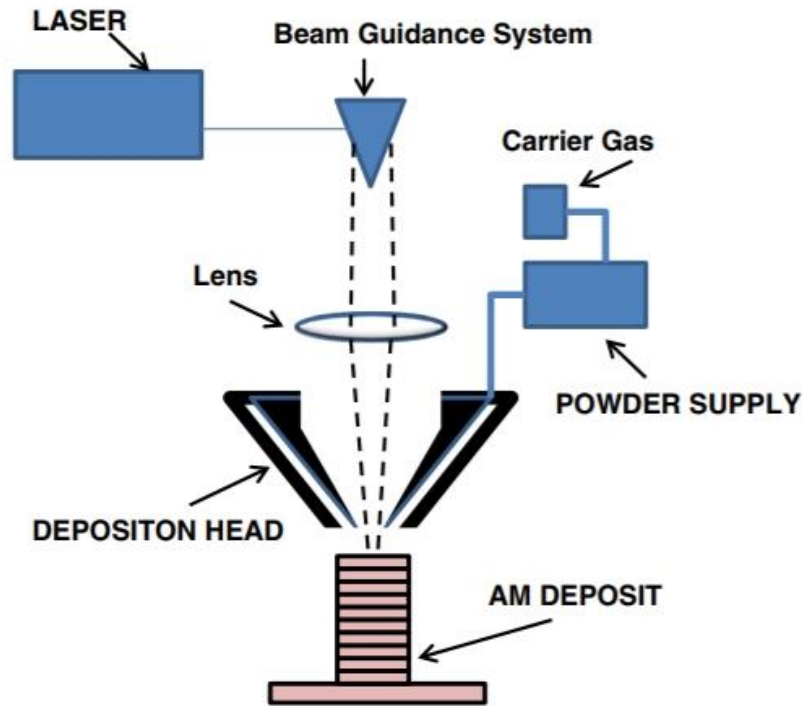 LASER
Beam Guidance System
Carrier Gas
Lens
POWDER SUPPLY
DEPOSITON HEAD
AM DEPOSIT